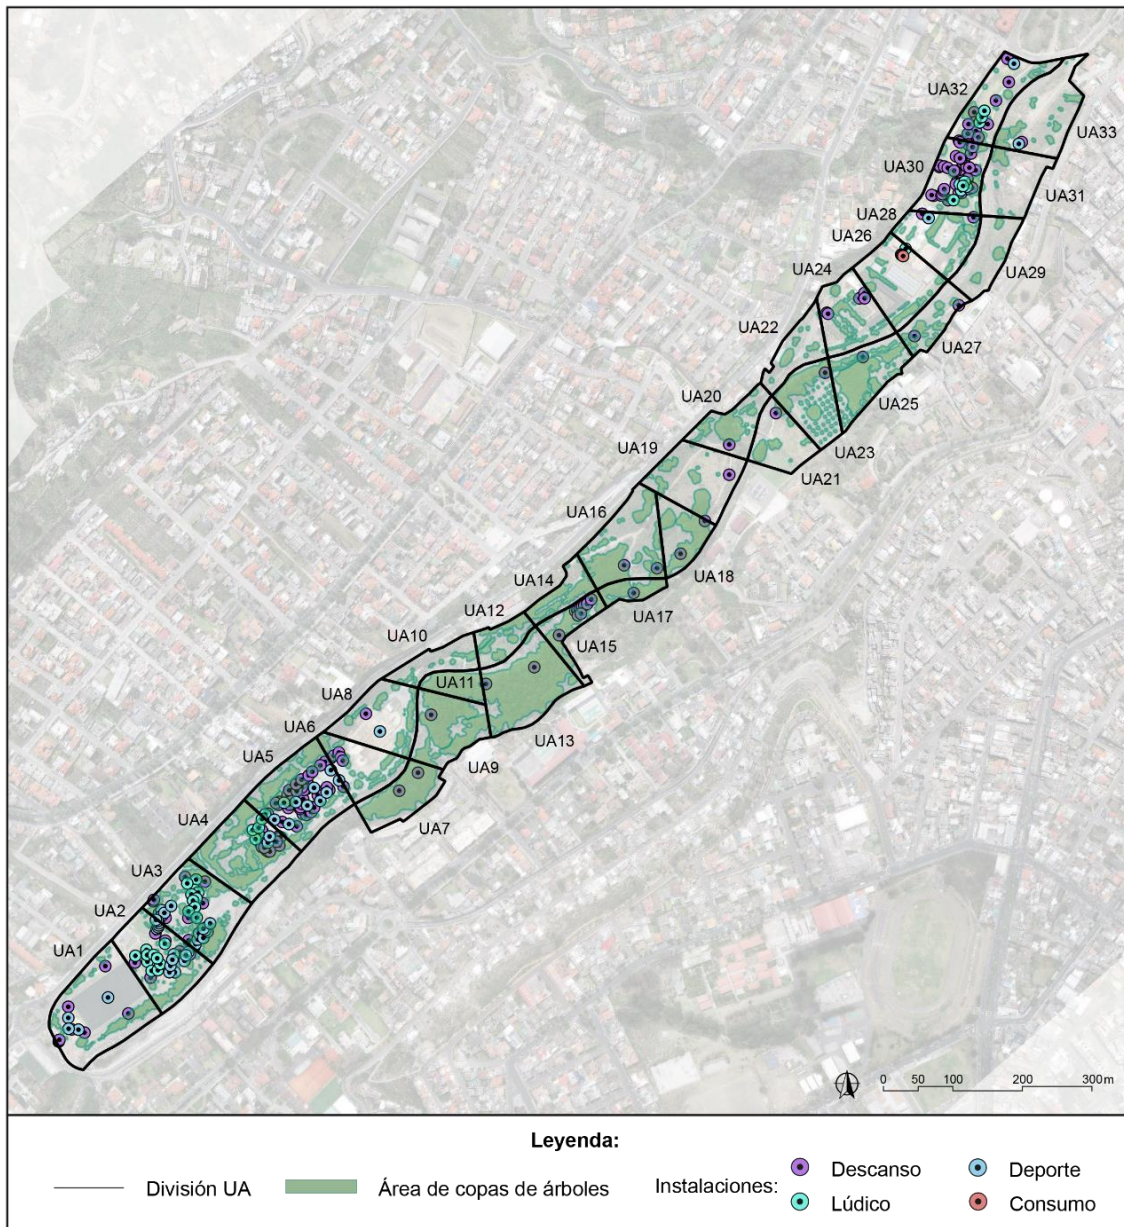 UA32
UA33
UA30
UA31
UA28
UA26
UA29
UA24
UA22
UA27
UA25
UA20
UA23
UA19
UA21
UA16
UA18
UA14
UA17
UA12
UA15
UA10
UA11
UA8
UA13
UA6
UA9
UA5
UA7
UA4
UA3
UA2
UA1
0 50 100 200 300 m
Leyenda:
División UA Área de copas de árboles Instalaciones: Descanso Deporte
Lúdico Consumo